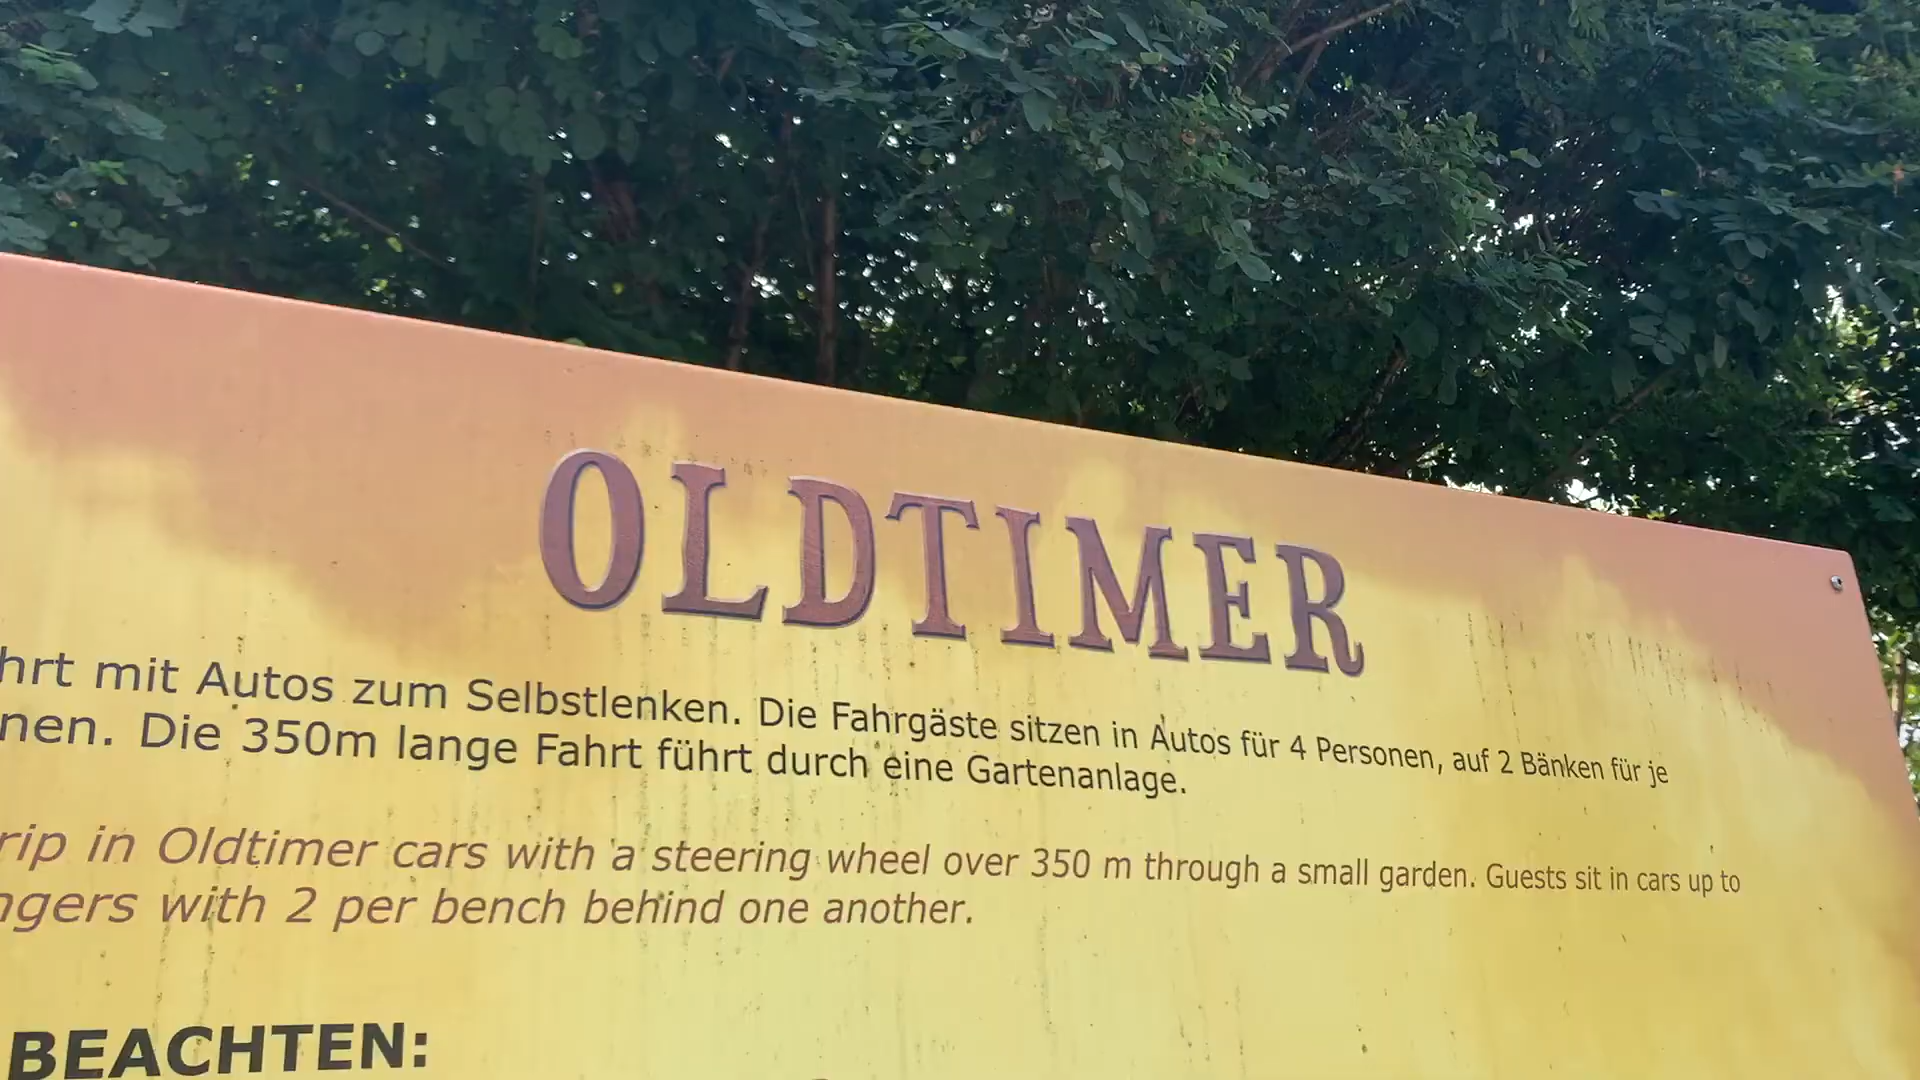 OLDTIMER
hrt mit Autos zum Selbstlenken. Die Fahrgäste sitzen in Autos für 4 Personen, auf 2 Bänken für je
nen. Die 350m lange Fahrt führt durch eine Gartenanlage.
rip in Oldtimer cars with a steering wheel over 350 m through a small garden. Guests sit in cars up to
ngers with 2 per bench behind one another.
BEACHTEN: